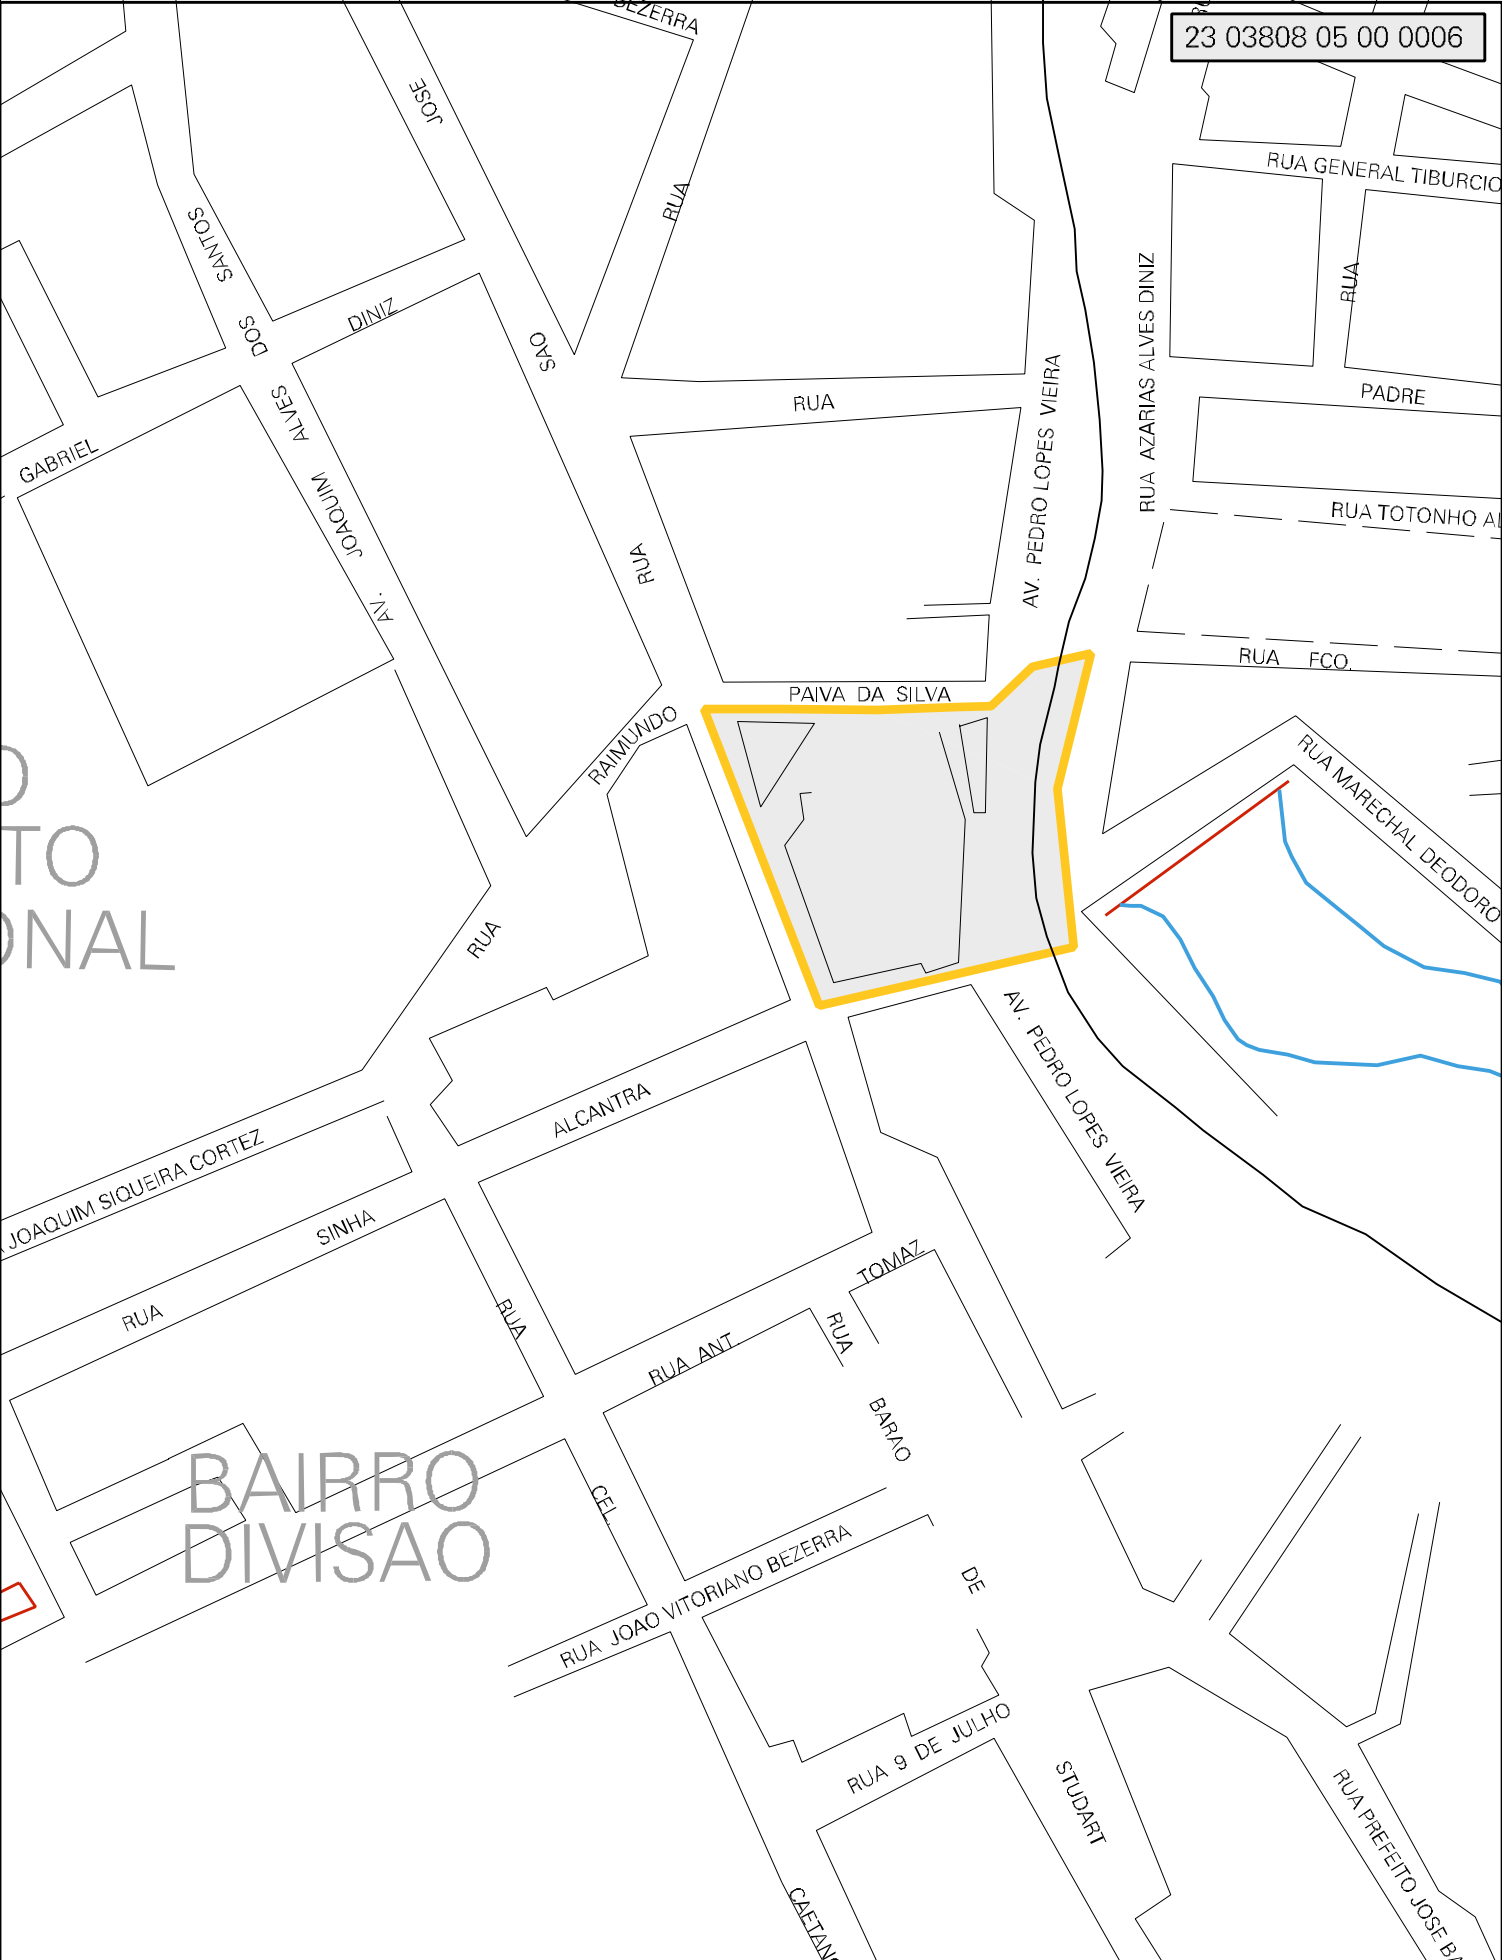 BEZERRA
23 03808 05 00 0006
JOSE
RUA GENERAL TIBURCIO
RUA
SANTOS
DOS
ALVES
JOAQUIM
AV.
DINIZ
SAO
RUA
RUA AZARIAS ALVES DINIZ
RUA
AV. PEDRO LOPES VIEIRA
PADRE
GABRIEL
RUA TOTONHO
RUA
RUA FCO.
PAIVA DA SILVA
RAIMUNDO
RUA MARECHAL DEODORO
TO
ONAL
RUA
AV. PEDRO LOPES VIEIRA
ALCANTRA
JOAQUIM SIQUEIRA CORTEZ
SINHA
RUA
RUA
TOMAZ
RUA ANT.
RUA
BARAO
BAIRRO
DIVISAO
CEL.
RUA JOAO VITORIANO BEZERRA
DE
RUA 9 DE JULHO
STUDART
RUA PREFEITO JOSE
CAETANO